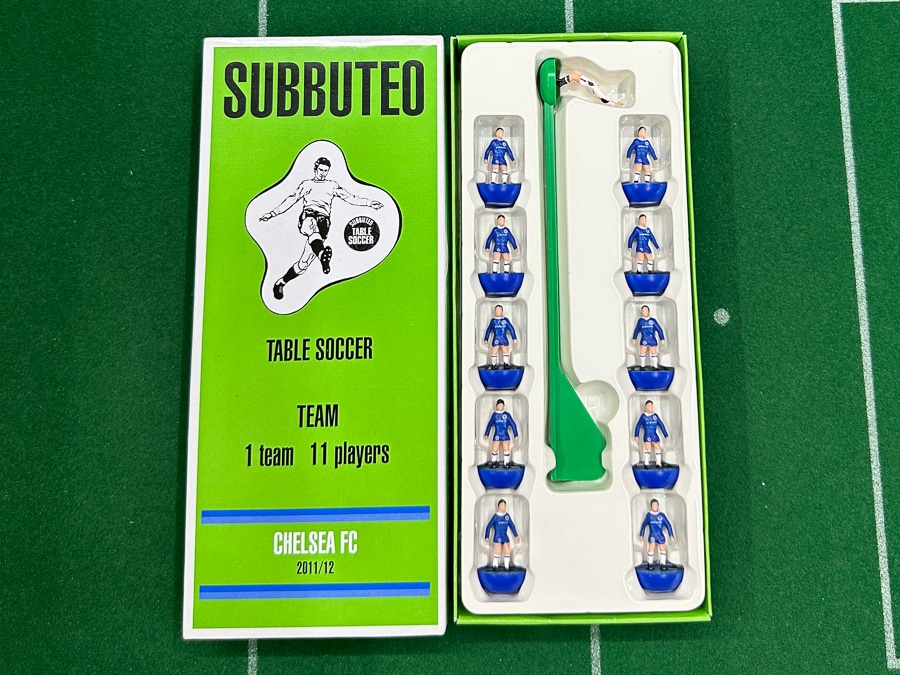 SUBBUTEO
SUBBUTEO
TABLE
SOCCER
TABLE SOCCER
TEAM
1 team 11 players
CHELSEA FC
2011/12